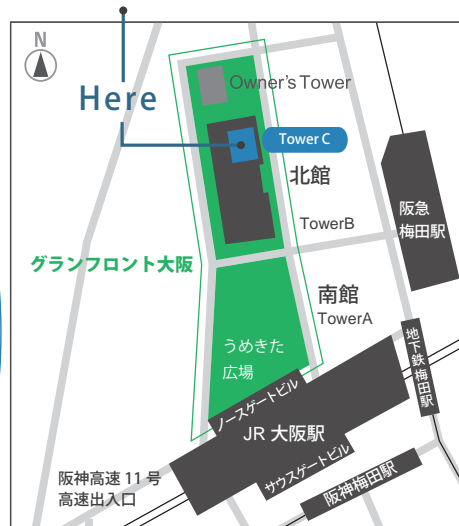 N
Owner's Tower
Here
Tower C
北館
阪急
梅田駅
TowerB
グランフロント大阪
南館
TowerA
うめきた
広場
地下鉄梅田駅
ノースゲートビル
JR 大阪駅
サウスゲートビル
阪神高速 11 号
高速出入口
阪神梅田駅